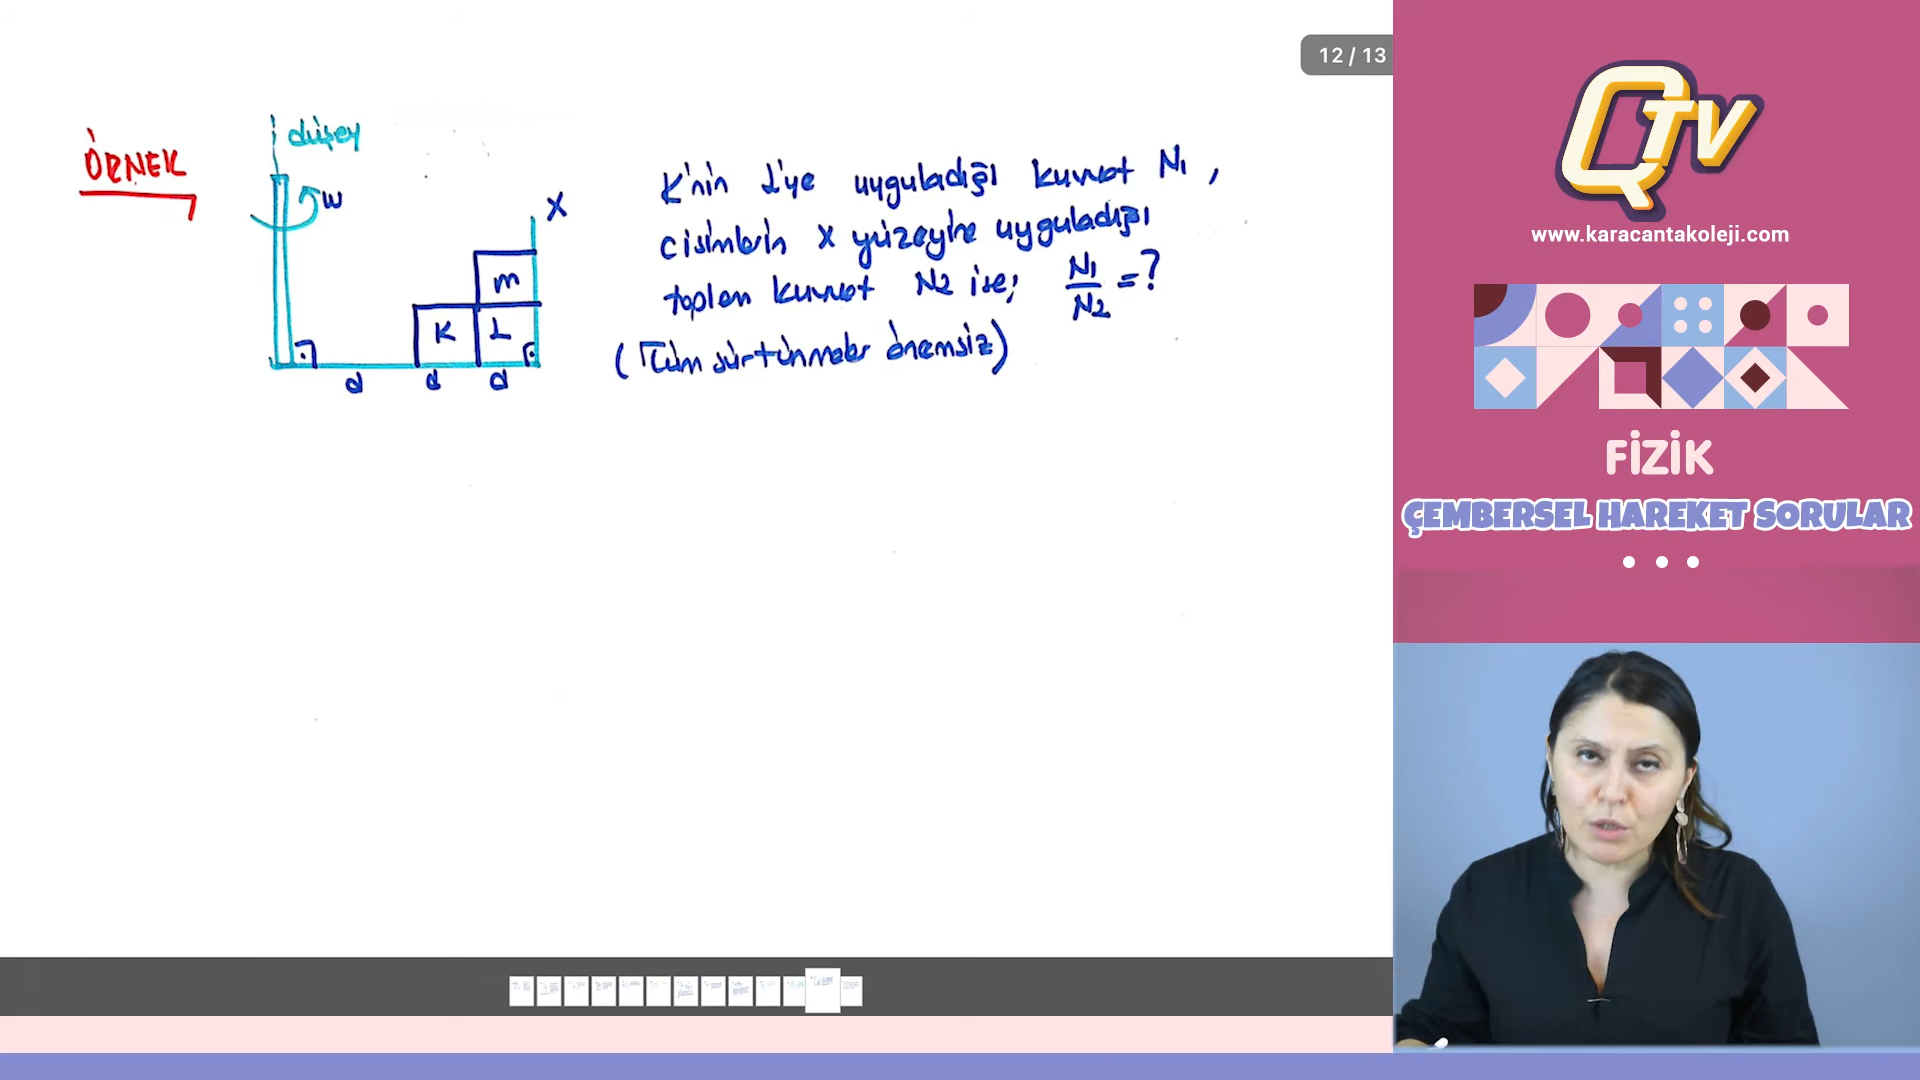 12 / 13
ÖRNEK
düşey
w
X
m
K
L
d
d
d
K'nin L'ye uyguladığı kuvvet N1 ,
cisimlerin x yüzeyine uyguladığı
toplam kuvvet N2 ise; N1/N2 = ?
(Tüm sürtünmeler önemsiz)
QTV
www.karacantakoleji.com
FİZİK
ÇEMBERSEL HAREKET SORULAR